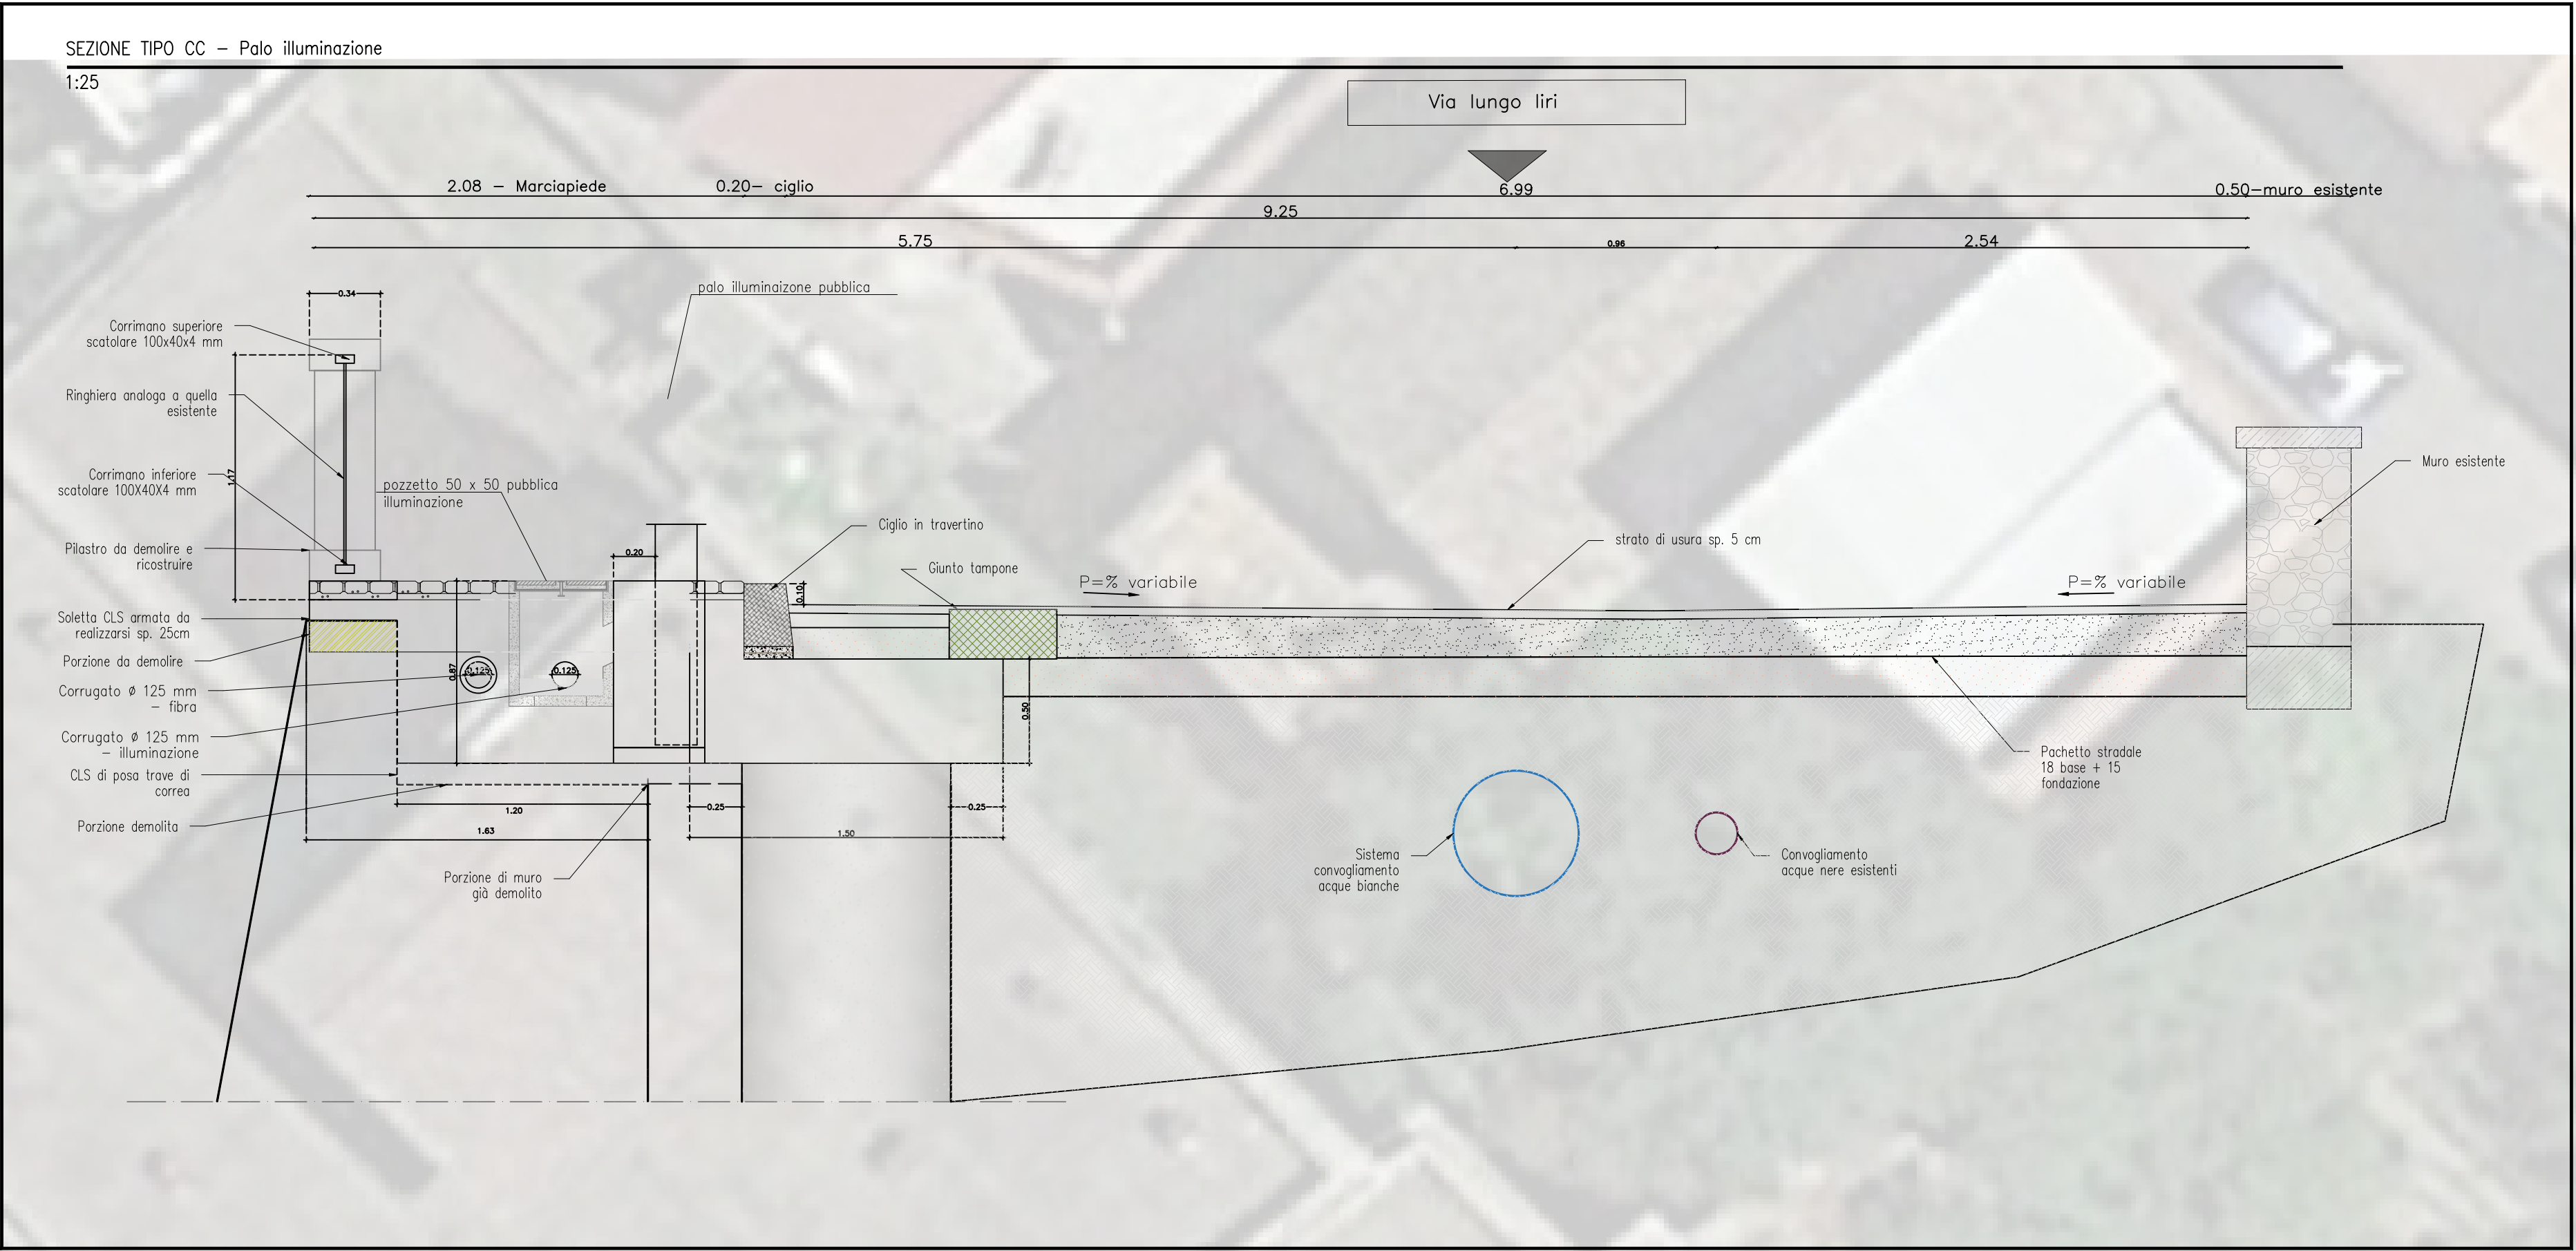 SEZIONE TIPO CC – Palo illuminazione
1:25
Via lungo liri
2.08 – Marciapiede
0.20– ciglio
6.99
0.50–muro esistente
9.25
5.75
0.96
2.54
palo illuminaizone pubblica
0.34
Corrimano superiore
scatolare 100x40x4 mm
Ringhiera analoga a quella
esistente
Corrimano inferiore
scatolare 100X40X4 mm
1.17
pozzetto 50 x 50 pubblica
illuminazione
Pilastro da demolire e
ricostruire
Muro esistente
Ciglio in travertino
strato di usura sp. 5 cm
0.20
Giunto tampone
P=% variabile
P=% variabile
0.10
Soletta CLS armata da
realizzarsi sp. 25cm
Porzione da demolire
0.87
0.125
0.125
Corrugato ø 125 mm
– fibra
0.50
Corrugato ø 125 mm
– illuminazione
CLS di posa trave di
correa
Pachetto stradale
18 base + 15
fondazione
1.20
0.25
0.25
Porzione demolita
1.63
1.50
Porzione di muro
già demolito
Sistema
convogliamento
acque bianche
Convogliamento
acque nere esistenti